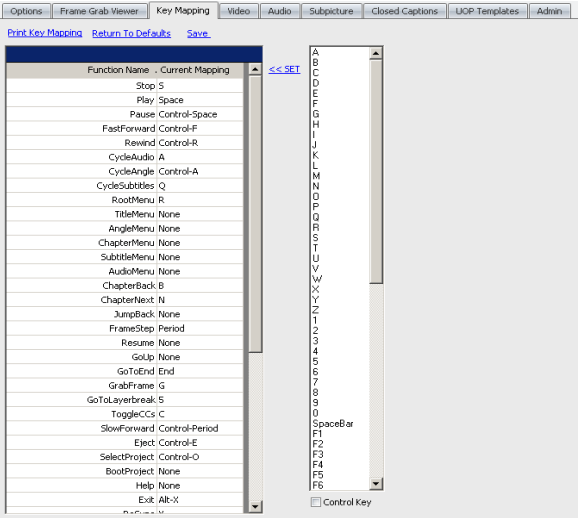 Options Frame Grab Viewer Key Mapping Video Audio Subpicture Closed Captions UOP Templates Admin
Print Key Mapping Return To Defaults Save
Function Name . Current Mapping
<< SET
Stop S
Play Space
Pause Control-Space
FastForward Control-F
Rewind Control-R
CycleAudio A
CycleAngle Control-A
CycleSubtitles Q
RootMenu R
TitleMenu None
AngleMenu None
ChapterMenu None
SubtitleMenu None
AudioMenu None
ChapterBack B
ChapterNext N
JumpBack None
FrameStep Period
Resume None
GoUp None
GoToEnd End
GrabFrame G
GoToLayerbreak 5
ToggleCCs C
SlowForward Control-Period
Eject Control-E
SelectProject Control-O
BootProject None
Help None
Exit Alt-X
A
B
C
D
E
F
G
H
I
J
K
L
M
N
O
P
Q
R
S
T
U
V
W
X
Y
Z
1
2
3
4
5
6
7
8
9
0
SpaceBar
F1
F2
F3
F4
F5
F6
Control Key